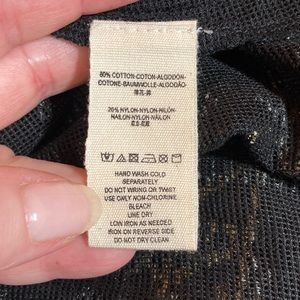 80% COTTON-COTON-ALGODÓN-
COTONE-BAUMWOLLE-ALGODÃO-
20% NYLON-NYLON-NILÓN-
NAILON-NYLON-NÁILON-
HAND WASH COLD
SEPARATELY
DO NOT WRING OR TWIST
USE ONLY NON-CHLORINE
BLEACH
LINE DRY
LOW IRON AS NEEDED
IRON ON REVERSE SIDE
DO NOT DRY CLEAN